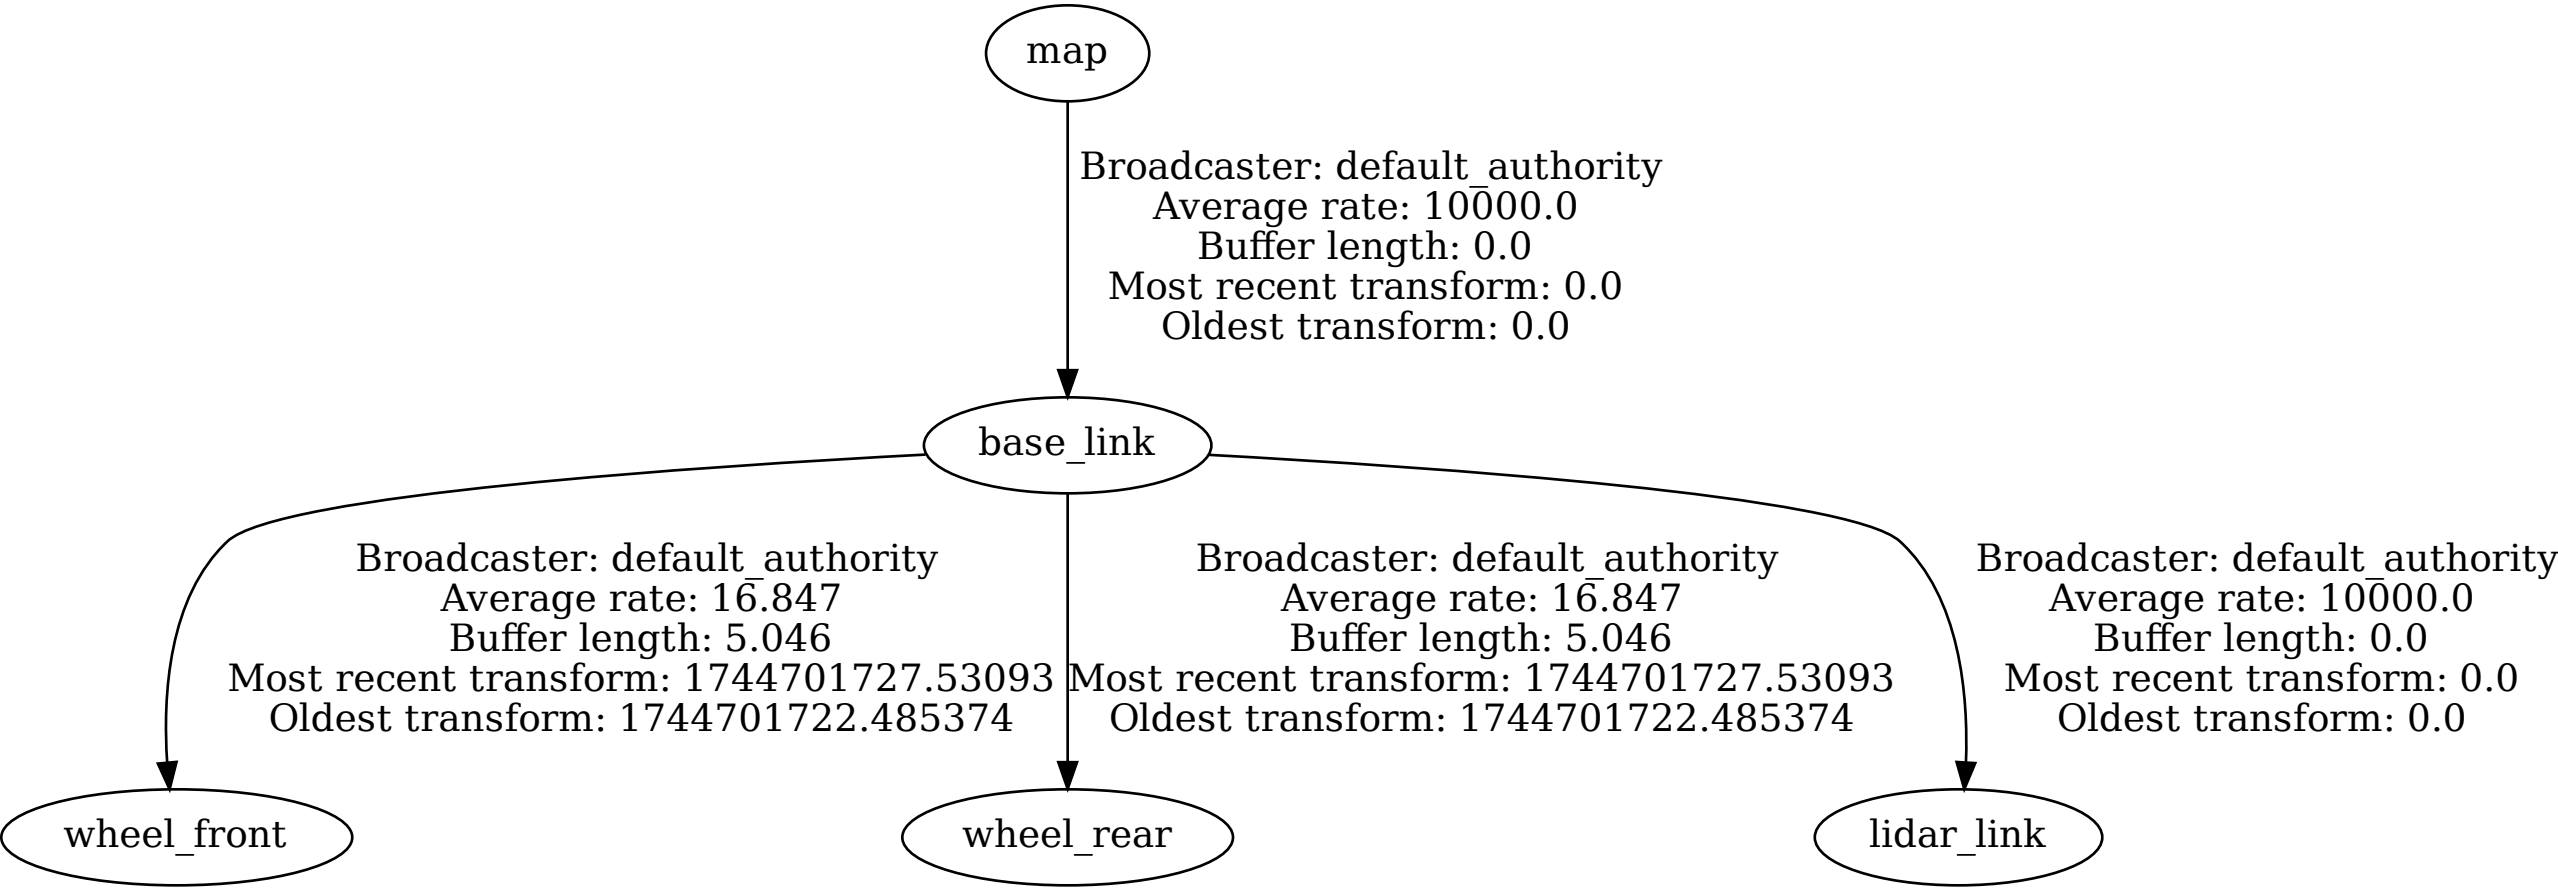 map
Broadcaster: default_authority
Average rate: 10000.0
Buffer length: 0.0
Most recent transform: 0.0
Oldest transform: 0.0
base_link
Broadcaster: default_authority
Average rate: 16.847
Buffer length: 5.046
Most recent transform: 1744701727.53093
Oldest transform: 1744701722.485374
Broadcaster: default_authority
Average rate: 16.847
Buffer length: 5.046
Most recent transform: 1744701727.53093
Oldest transform: 1744701722.485374
Broadcaster: default_authority
Average rate: 10000.0
Buffer length: 0.0
Most recent transform: 0.0
Oldest transform: 0.0
wheel_front
wheel_rear
lidar_link